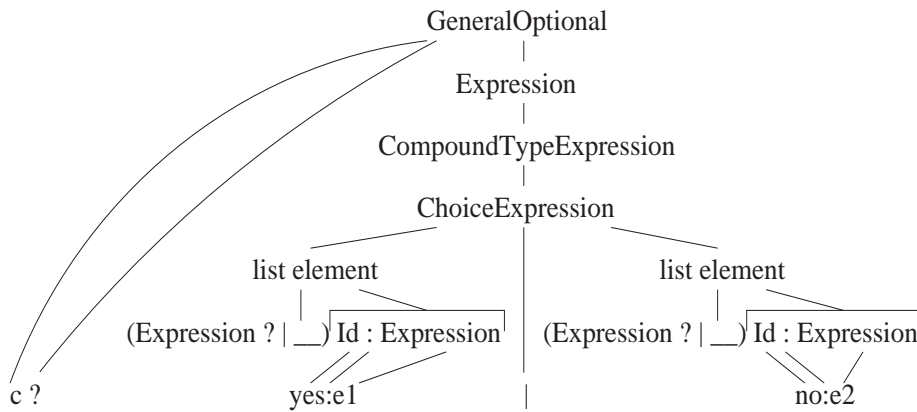 GeneralOptional
Expression
CompoundTypeExpression
ChoiceExpression
list element list element
(Expression ? | __) Id : Expression (Expression ? | __) Id : Expression
c ? yes:e1 | no:e2